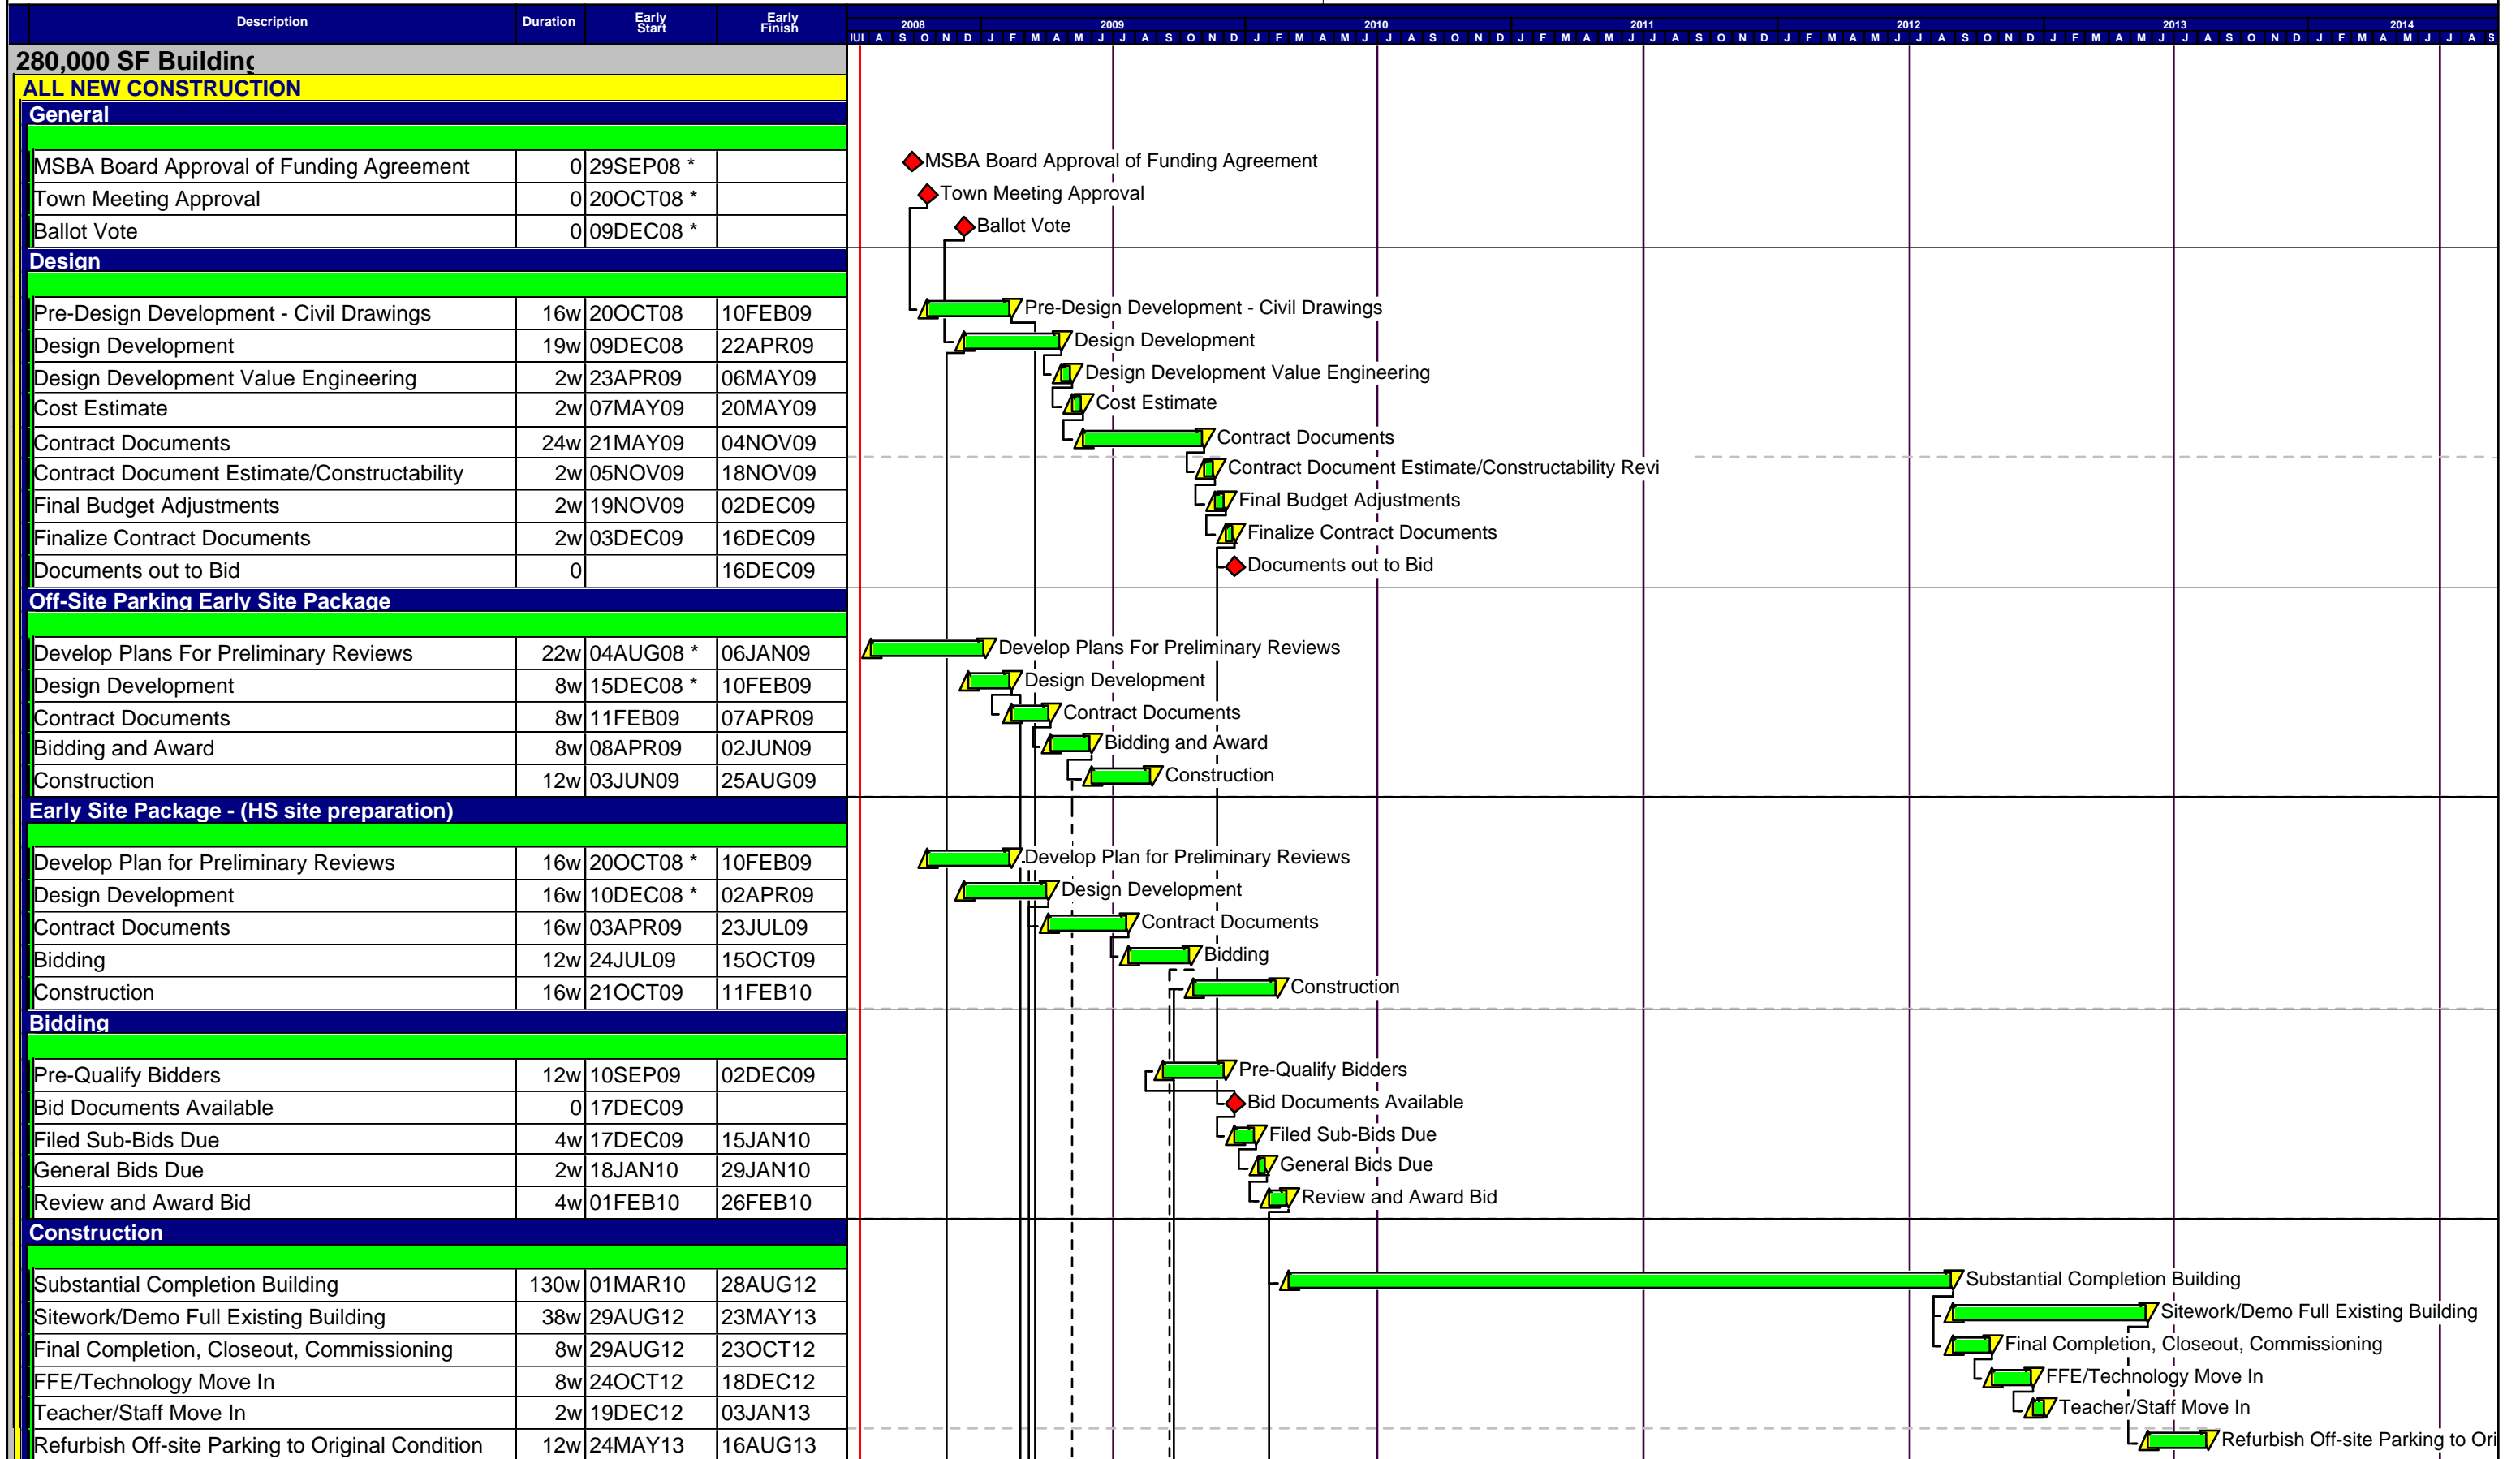 Description Duration Early Start Early Finish 2008 2009 2010 2011 2012 2013 2014
JUL A S O N D J F M A M J J A S O N D J F M A M J J A S O N D J F M A M J J A S O N D J F M A M J J A S O N D J F M A M J J A S O N D J F M A M J J A S
280,000 SF Building
ALL NEW CONSTRUCTION
General
MSBA Board Approval of Funding Agreement 0 29SEP08 * MSBA Board Approval of Funding Agreement
Town Meeting Approval 0 20OCT08 * Town Meeting Approval
Ballot Vote 0 09DEC08 * Ballot Vote
Design
Pre-Design Development - Civil Drawings 16w 20OCT08 10FEB09 Pre-Design Development - Civil Drawings
Design Development 19w 09DEC08 22APR09 Design Development
Design Development Value Engineering 2w 23APR09 06MAY09 Design Development Value Engineering
Cost Estimate 2w 07MAY09 20MAY09 Cost Estimate
Contract Documents 24w 21MAY09 04NOV09 Contract Documents
Contract Document Estimate/Constructability 2w 05NOV09 18NOV09 Contract Document Estimate/Constructability Revi
Final Budget Adjustments 2w 19NOV09 02DEC09 Final Budget Adjustments
Finalize Contract Documents 2w 03DEC09 16DEC09 Finalize Contract Documents
Documents out to Bid 0 16DEC09 Documents out to Bid
Off-Site Parking Early Site Package
Develop Plans For Preliminary Reviews 22w 04AUG08 * 06JAN09 Develop Plans For Preliminary Reviews
Design Development 8w 15DEC08 * 10FEB09 Design Development
Contract Documents 8w 11FEB09 07APR09 Contract Documents
Bidding and Award 8w 08APR09 02JUN09 Bidding and Award
Construction 12w 03JUN09 25AUG09 Construction
Early Site Package - (HS site preparation)
Develop Plan for Preliminary Reviews 16w 20OCT08 * 10FEB09 Develop Plan for Preliminary Reviews
Design Development 16w 10DEC08 * 02APR09 Design Development
Contract Documents 16w 03APR09 23JUL09 Contract Documents
Bidding 12w 24JUL09 15OCT09 Bidding
Construction 16w 21OCT09 11FEB10 Construction
Bidding
Pre-Qualify Bidders 12w 10SEP09 02DEC09 Pre-Qualify Bidders
Bid Documents Available 0 17DEC09 Bid Documents Available
Filed Sub-Bids Due 4w 17DEC09 15JAN10 Filed Sub-Bids Due
General Bids Due 2w 18JAN10 29JAN10 General Bids Due
Review and Award Bid 4w 01FEB10 26FEB10 Review and Award Bid
Construction
Substantial Completion Building 130w 01MAR10 28AUG12 Substantial Completion Building
Sitework/Demo Full Existing Building 38w 29AUG12 23MAY13 Sitework/Demo Full Existing Building
Final Completion, Closeout, Commissioning 8w 29AUG12 23OCT12 Final Completion, Closeout, Commissioning
FFE/Technology Move In 8w 24OCT12 18DEC12 FFE/Technology Move In
Teacher/Staff Move In 2w 19DEC12 03JAN13 Teacher/Staff Move In
Refurbish Off-site Parking to Original Condition 12w 24MAY13 16AUG13 Refurbish Off-site Parking to Ori